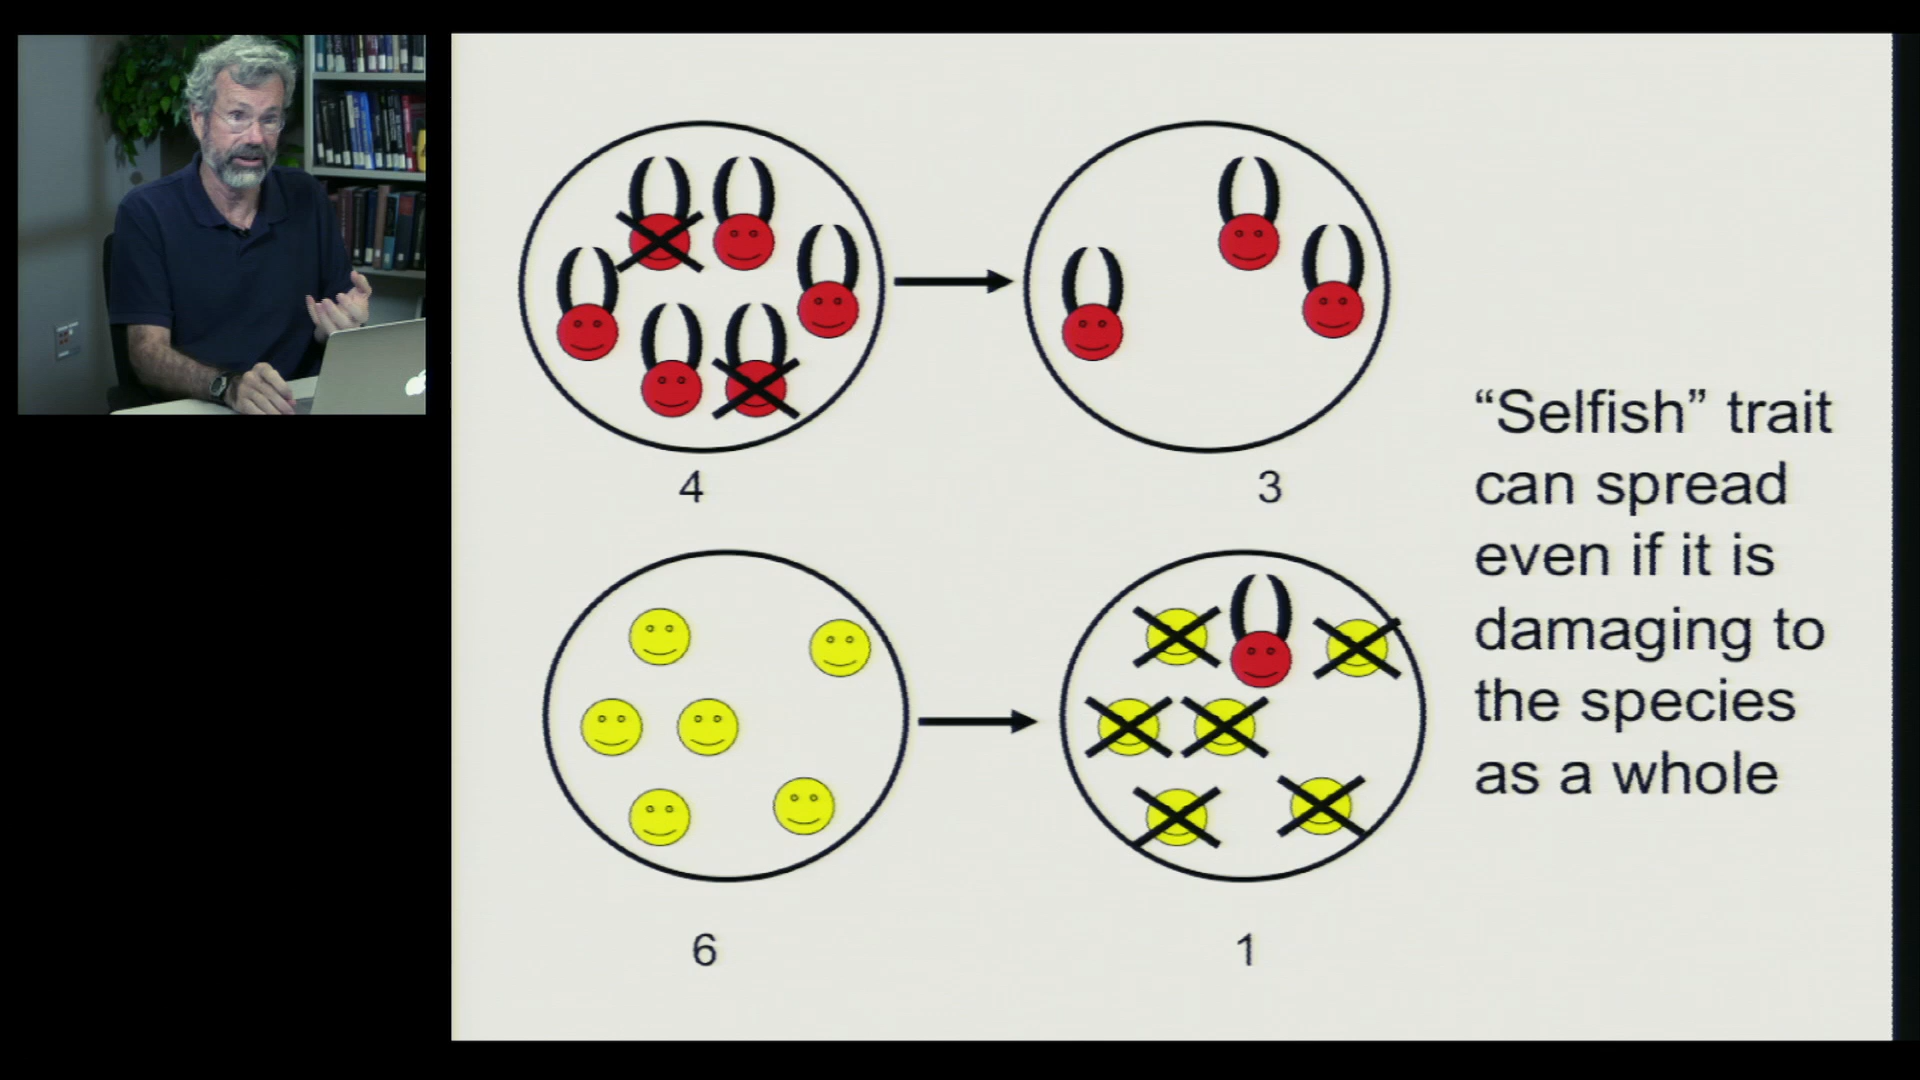 4
3
6
1
“Selfish” trait
can spread
even if it is
damaging to
the species
as a whole